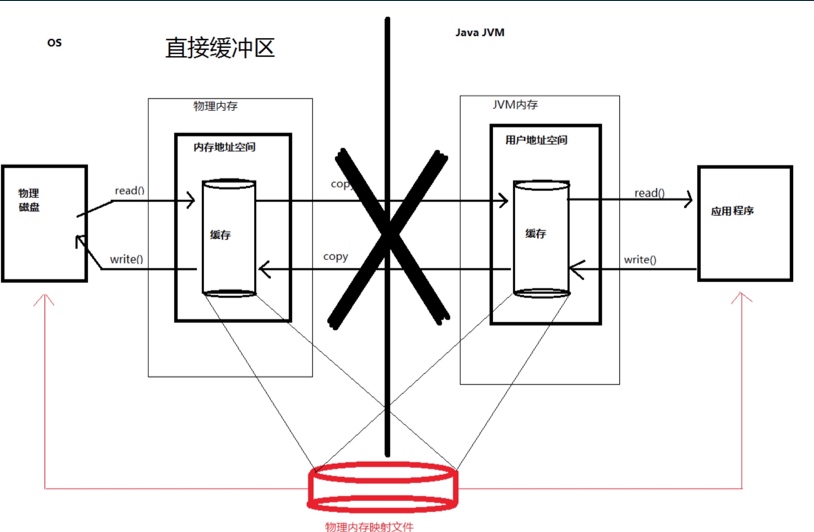 OS
直接缓冲区
Java JVM
物理内存
JVM内存
内存地址空间
用户地址空间
物理
磁盘
read()
write()
缓存
copy
copy
缓存
read()
write()
应用程序
物理内存映射文件